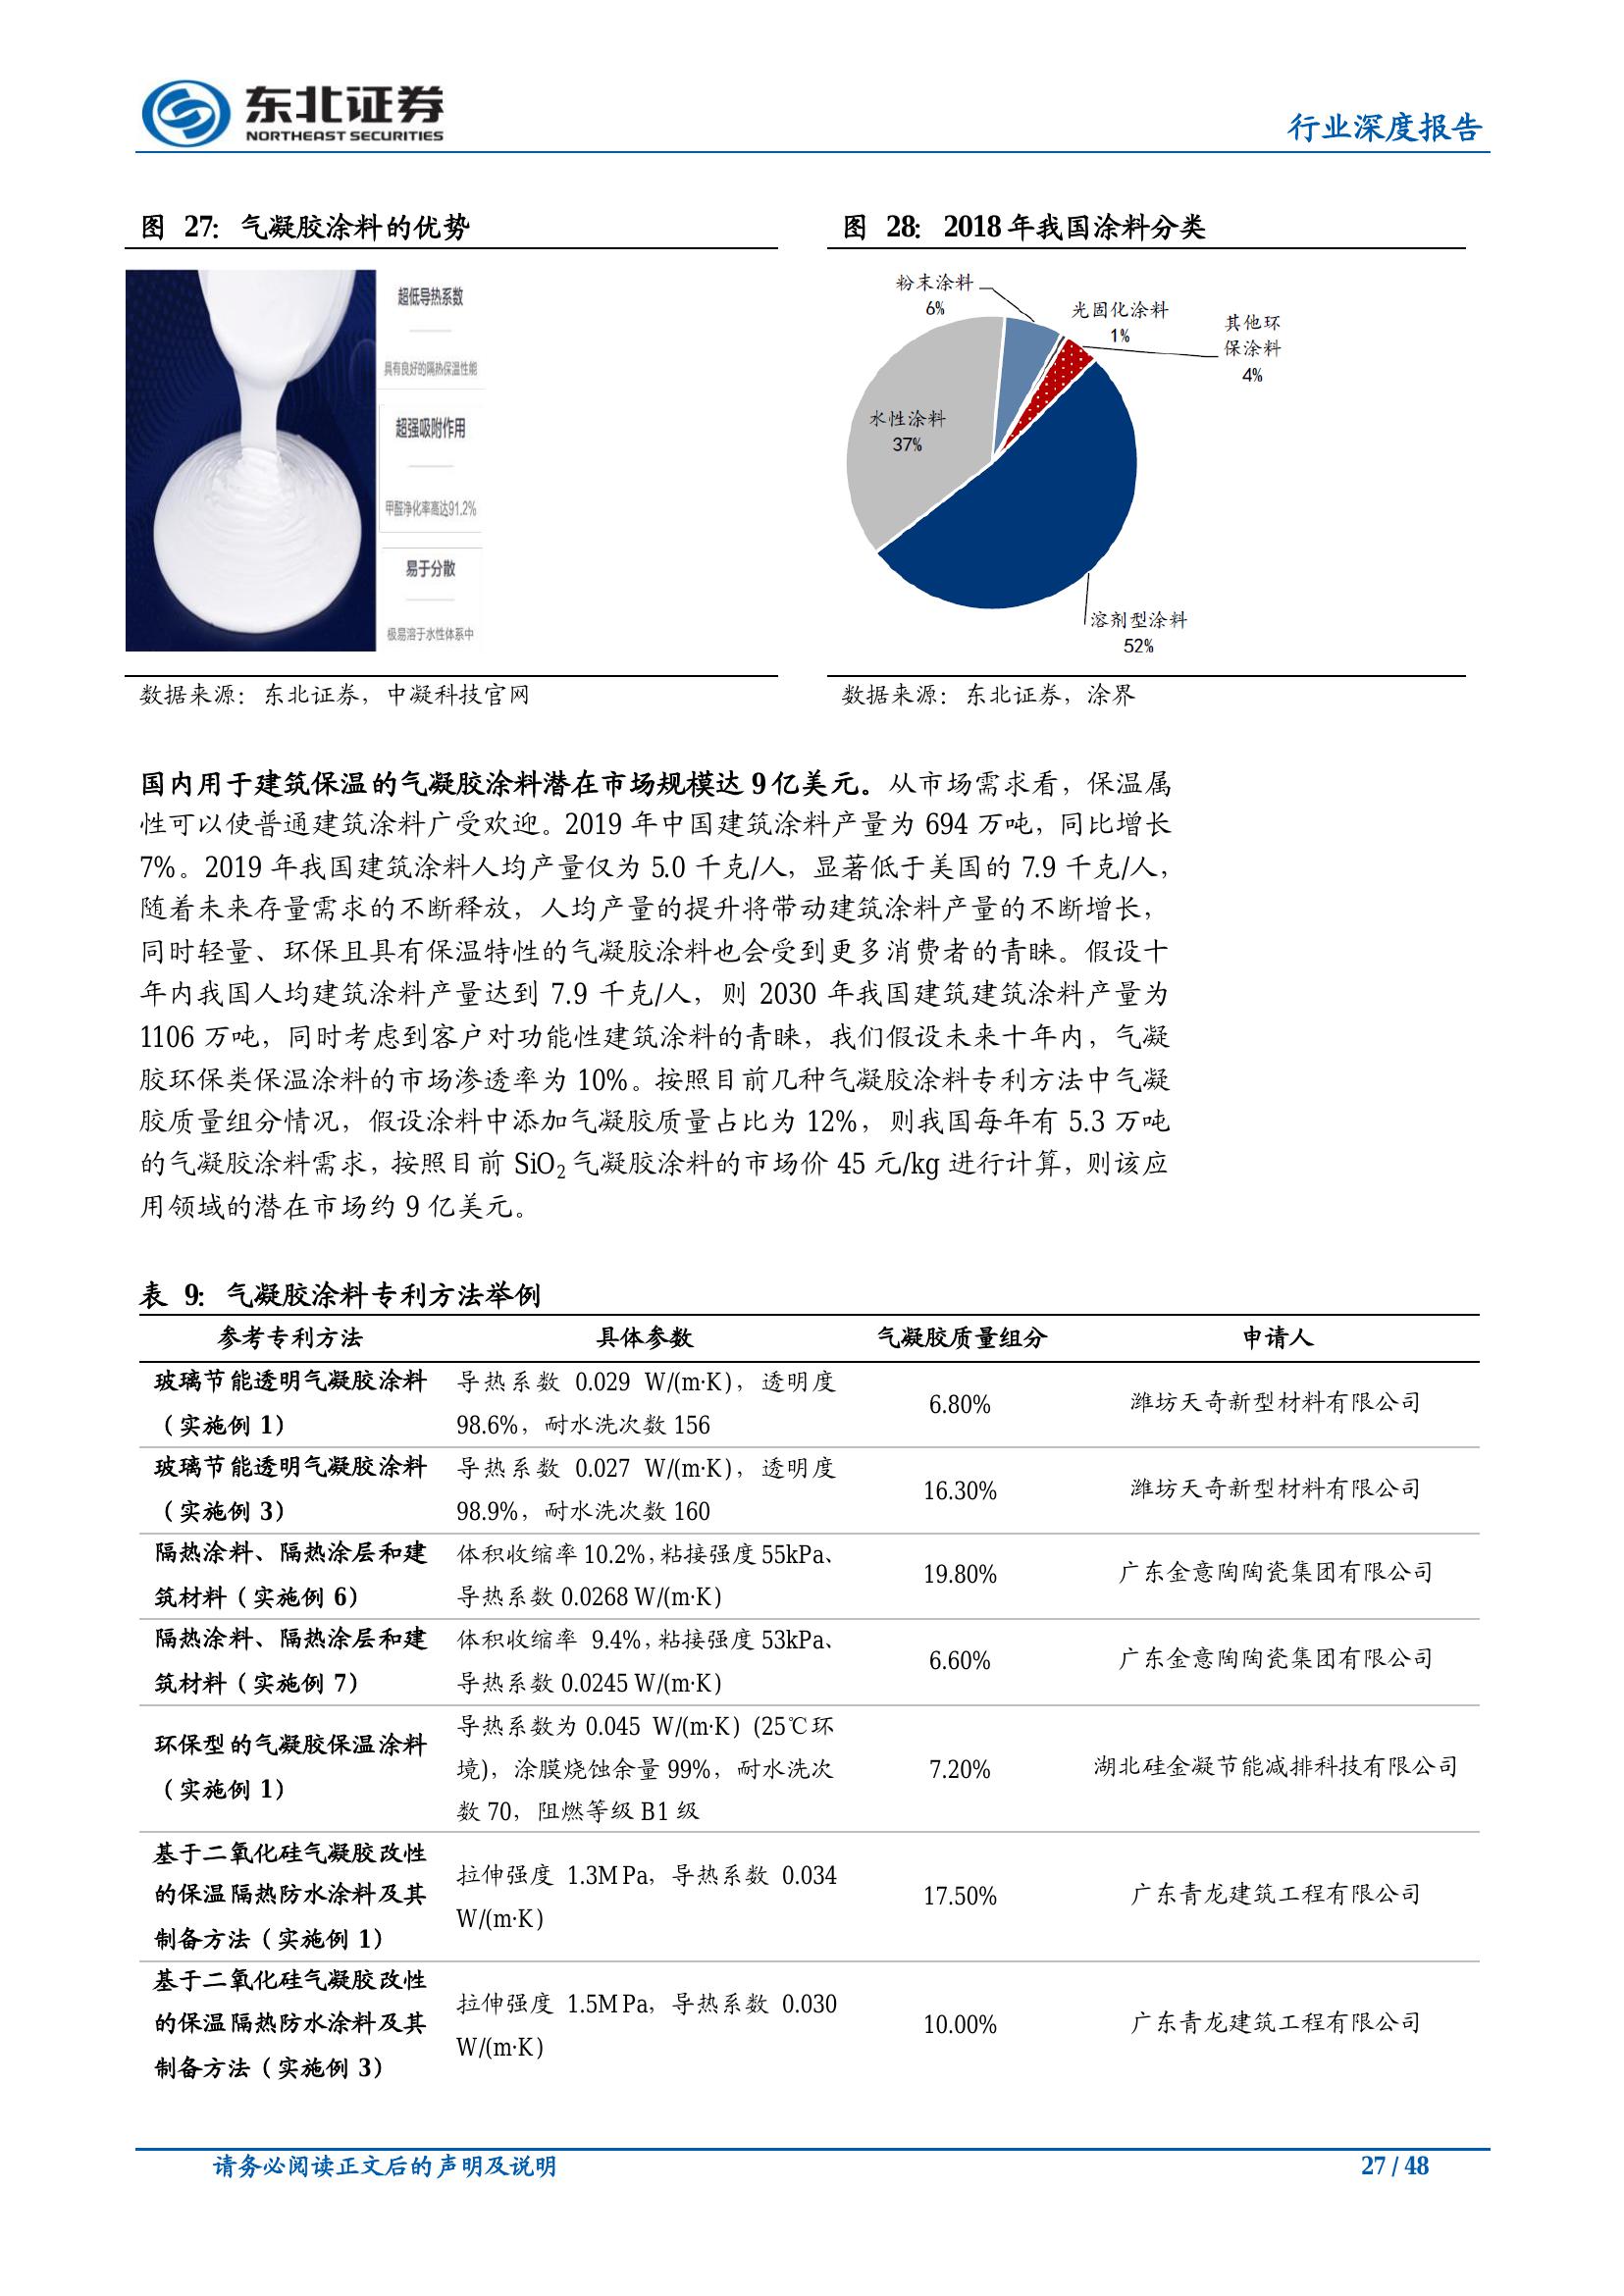 东北证券
NORTHEAST SECURITIES
行业深度报告
图 27：气凝胶涂料的优势
超低导热系数
具有良好的隔热保温性能
超强吸附作用
甲醛净化率高达91.2%
易于分散
极易溶于水性体系中
数据来源：东北证券，中凝科技官网
图 28：2018 年我国涂料分类
粉末涂料
6%
光固化涂料
1%
其他环
保涂料
4%
水性涂料
37%
溶剂型涂料
52%
数据来源：东北证券，涂界
国内用于建筑保温的气凝胶涂料潜在市场规模达 9 亿美元。从市场需求看，保温属
性可以使普通建筑涂料广受欢迎。2019 年中国建筑涂料产量为 694 万吨，同比增长
7%。2019 年我国建筑涂料人均产量仅为 5.0 千克/人，显著低于美国的 7.9 千克/人，
随着未来存量需求的不断释放，人均产量的提升将带动建筑涂料产量的不断增长，
同时轻量、环保且具有保温特性的气凝胶涂料也会受到更多消费者的青睐。假设十
年内我国人均建筑涂料产量达到 7.9 千克/人，则 2030 年我国建筑建筑涂料产量为
1106 万吨，同时考虑到客户对功能性建筑涂料的青睐，我们假设未来十年内，气凝
胶环保类保温涂料的市场渗透率为 10%。按照目前几种气凝胶涂料专利方法中气凝
胶质量组分情况，假设涂料中添加气凝胶质量占比为 12%，则我国每年有 5.3 万吨
的气凝胶涂料需求，按照目前 SiO₂ 气凝胶涂料的市场价 45 元/kg 进行计算，则该应
用领域的潜在市场约 9 亿美元。
表 9：气凝胶涂料专利方法举例
参考专利方法 具体参数 气凝胶质量组分 申请人
玻璃节能透明气凝胶涂料
（实施例 1）
导热系数 0.029 W/(m·K)，透明度
98.6%，耐水洗次数 156
6.80%
潍坊天奇新型材料有限公司
玻璃节能透明气凝胶涂料
（实施例 3）
导热系数 0.027 W/(m·K)，透明度
98.9%，耐水洗次数 160
16.30%
潍坊天奇新型材料有限公司
隔热涂料、隔热涂层和建
筑材料（实施例 6）
体积收缩率 10.2%，粘接强度 55kPa、
导热系数 0.0268 W/(m·K)
19.80%
广东金意陶陶瓷集团有限公司
隔热涂料、隔热涂层和建
筑材料（实施例 7）
体积收缩率 9.4%，粘接强度 53kPa、
导热系数 0.0245 W/(m·K)
6.60%
广东金意陶陶瓷集团有限公司
环保型的气凝胶保温涂料
（实施例 1）
导热系数为 0.045 W/(m·K)（25℃环
境)，涂膜烧蚀余量 99%，耐水洗次
数 70，阻燃等级 B1 级
7.20%
湖北硅金凝节能减排科技有限公司
基于二氧化硅气凝胶改性
的保温隔热防水涂料及其
制备方法（实施例 1）
拉伸强度 1.3MPa，导热系数 0.034
W/(m·K)
17.50%
广东青龙建筑工程有限公司
基于二氧化硅气凝胶改性
的保温隔热防水涂料及其
制备方法（实施例 3）
拉伸强度 1.5MPa，导热系数 0.030
W/(m·K)
10.00%
广东青龙建筑工程有限公司
请务必阅读正文后的声明及说明
27 / 48